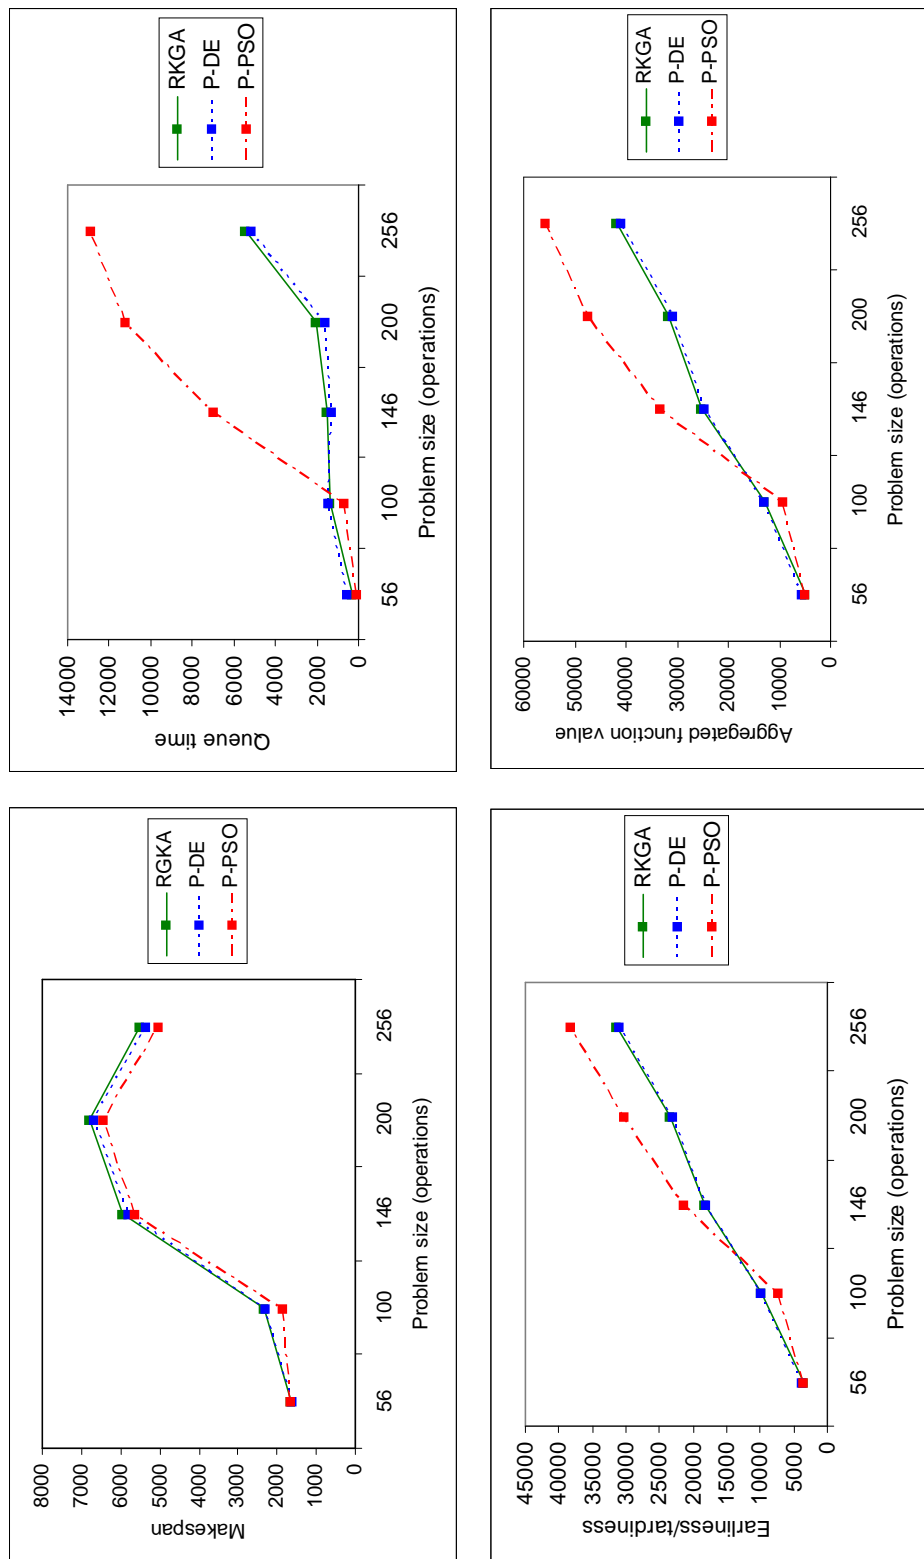 Makespan
8000
7000
6000
5000
4000
3000
2000
1000
0
56
100
146
200
256
Problem size (operations)
RGKA
P-DE
P-PSO
Queue time
14000
12000
10000
8000
6000
4000
2000
0
56
100
146
200
256
Problem size (operations)
RKGA
P-DE
P-PSO
Earliness/tardiness
45000
40000
35000
30000
25000
20000
15000
10000
5000
0
56
100
146
200
256
Problem size (operations)
RKGA
P-DE
P-PSO
Aggregated function value
60000
50000
40000
30000
20000
10000
0
56
100
146
200
256
Problem size (operations)
RKGA
P-DE
P-PSO